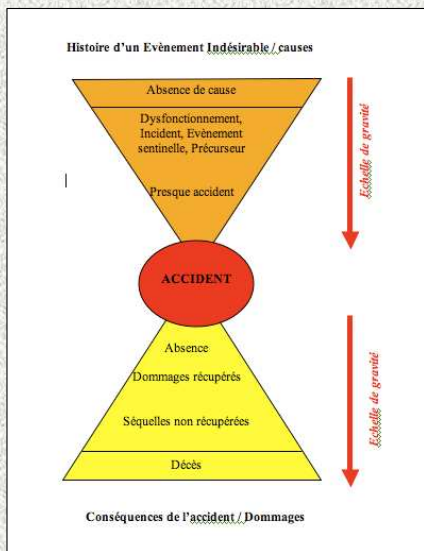 Histoire d'un Evènement Indésirable / causes
Absence de cause
Dysfonctionnement,
Incident, Evènement
sentinelle, Précurseur
Presque accident
Echelle de gravité
ACCIDENT
Absence
Dommages récupérés
Séquelles non récupérées
Décès
Echelle de gravité
Conséquences de l'accident / Dommages